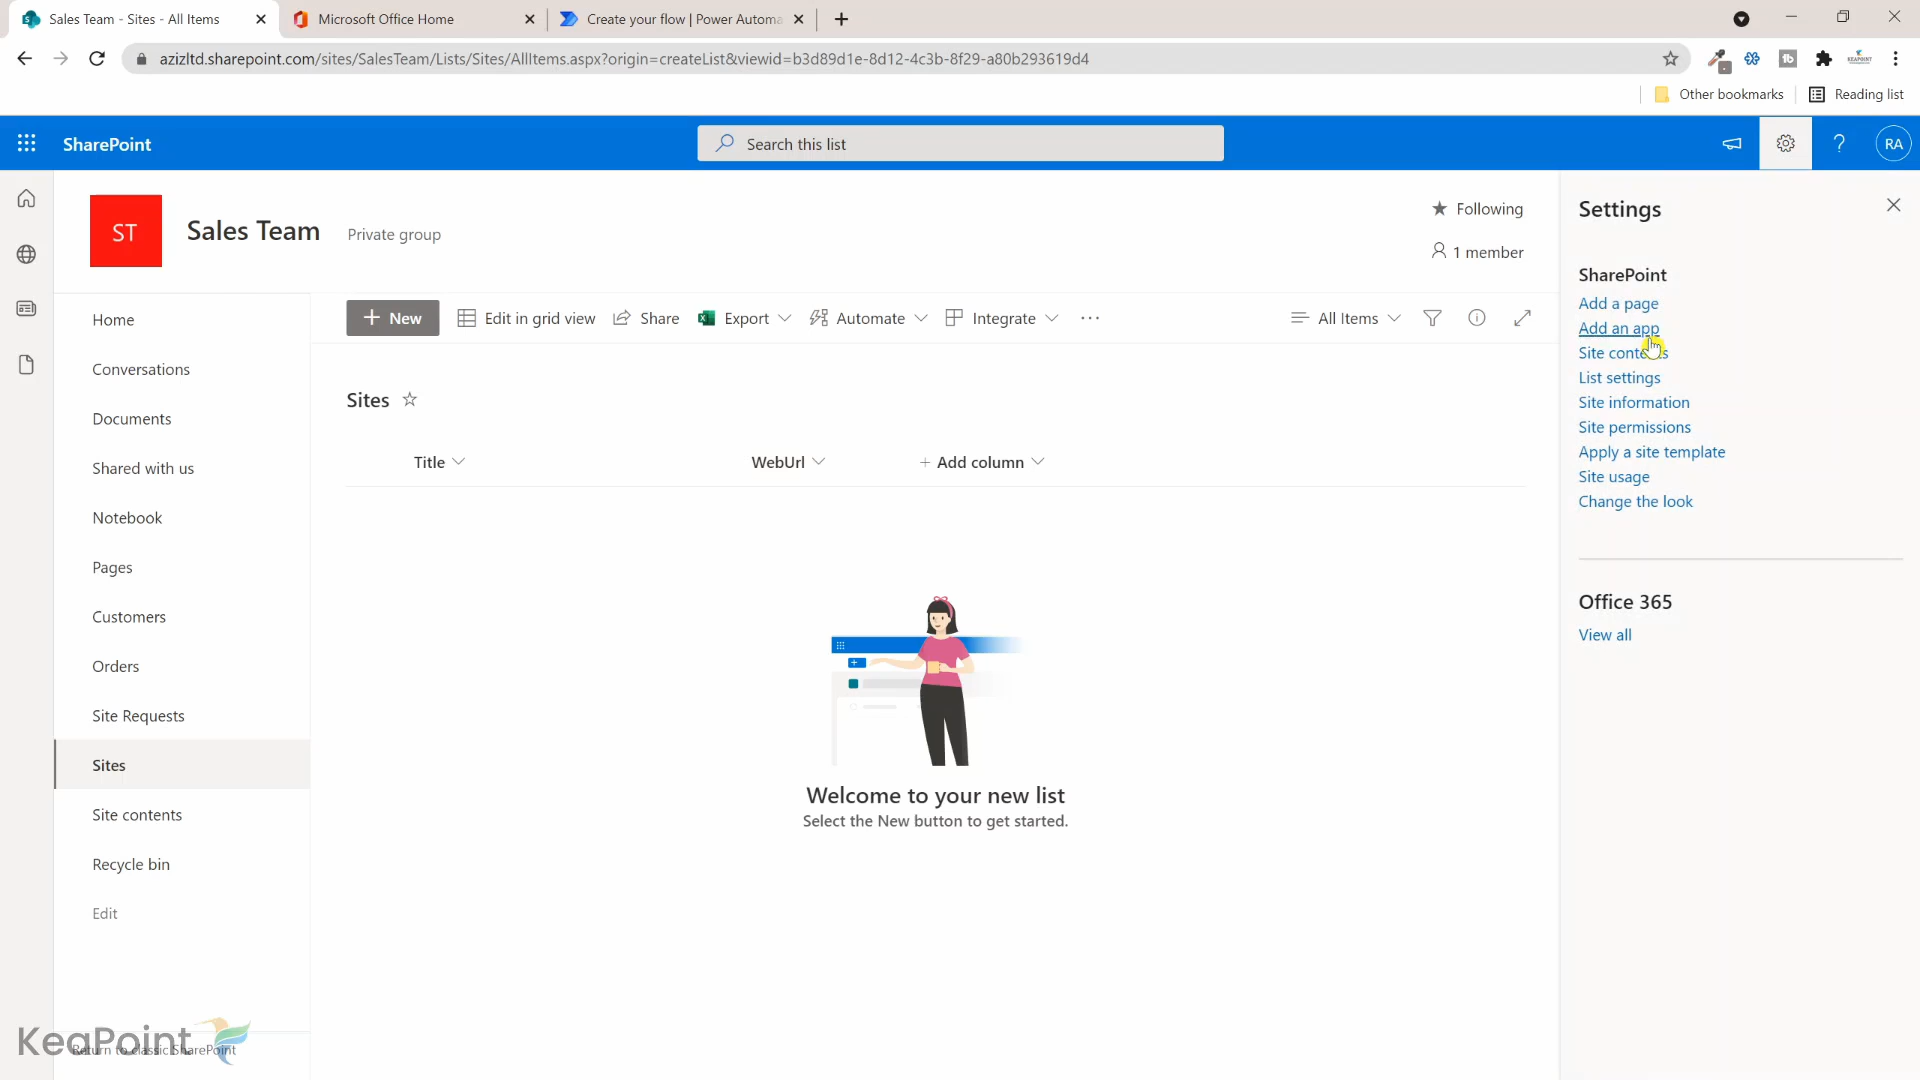 Sales Team - Sites - All Items
Microsoft Office Home
Create your flow | Power Automa
azizltd.sharepoint.com/sites/SalesTeam/Lists/Sites/AllItems.aspx?origin=createList&viewid=b3d89d1e-8d12-4c3b-8f29-a80b293619d4
Other bookmarks
Reading list
SharePoint
Search this list
RA
ST
Sales Team
Private group
Following
1 member
Home
Conversations
Documents
Shared with us
Notebook
Pages
Customers
Orders
Site Requests
Sites
Site contents
Recycle bin
Edit
Return to classic SharePoint
KeaPoint
New
Edit in grid view
Share
Export
Automate
Integrate
All Items
Sites
Title
WebUrl
Add column
Welcome to your new list
Select the New button to get started.
Settings
SharePoint
Add a page
Add an app
Site contents
List settings
Site information
Site permissions
Apply a site template
Site usage
Change the look
Office 365
View all